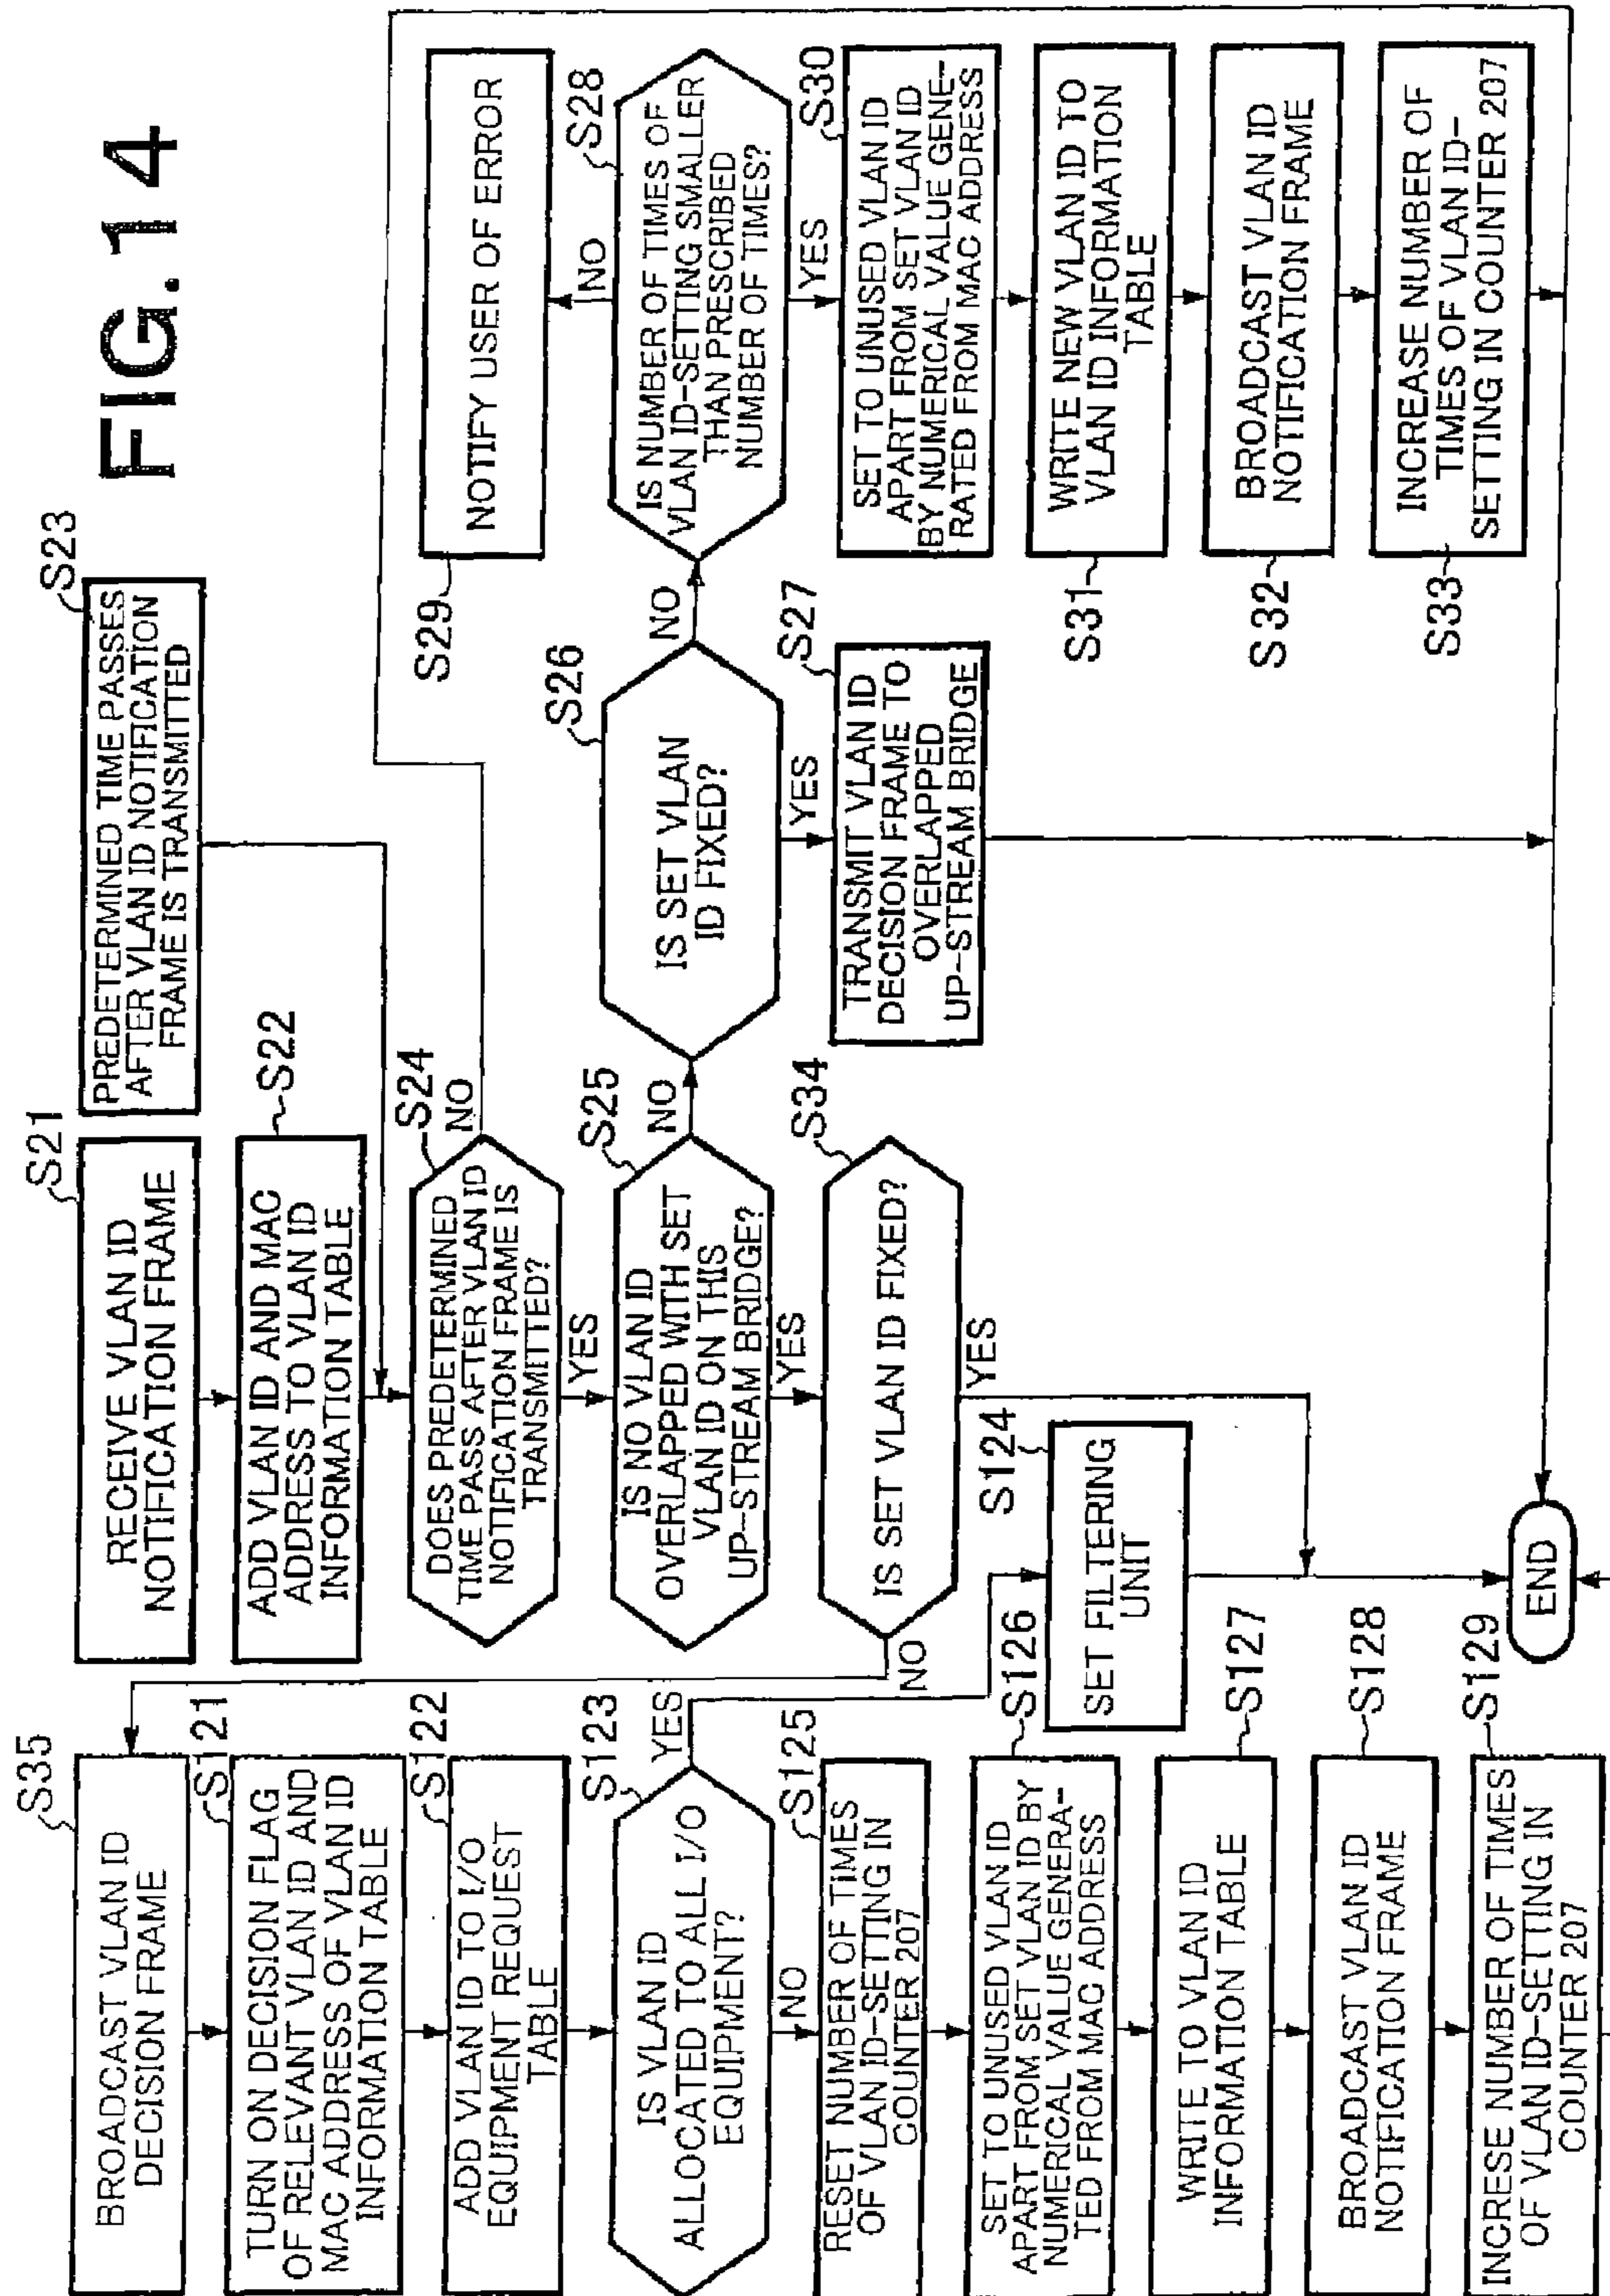 FIG.14
S35
BROADCAST VLAN ID
DECISION FRAME
S121
TURN ON DECISION FLAG
OF RELEVANT VLAN ID AND
MAC ADDRESS OF VLAN ID
INFORMATION TABLE
S122
ADD VLAN ID TO I/O
EQUIPMENT REQUEST
TABLE
S123
IS VLAN ID
ALLOCATED TO ALL I/O
EQUIPMENT?
YES
NO
S125
RESET NUMBER OF TIMES
OF VLAN ID-SETTING IN
COUNTER 207
S126
SET TO UNUSED VLAN ID
APART FROM SET VLAN ID BY
NUMERICAL VALUE GENERA-
TED FROM MAC ADDRESS
S127
WRITE TO VLAN ID
INFORMATION TABLE
S128
BROADCAST VLAN ID
NOTIFICATION FRAME
S129
INCRESE NUMBER OF TIMES
OF VLAN ID-SETTING IN
COUNTER 207
S21
RECEIVE VLAN ID
NOTIFICATION FRAME
S22
ADD VLAN ID AND MAC
ADDRESS TO VLAN ID
INFORMATION TABLE
S24
DOES PREDETERMINED
TIME PASS AFTER VLAN ID
NOTIFICATION FRAME IS
TRANSMITTED?
NO
YES
S25
IS NO VLAN ID
OVERLAPPED WITH SET
VLAN ID ON THIS
UP-STREAM BRIDGE?
NO
YES
S34
IS SET VLAN ID FIXED?
NO
YES
S124
SET FILTERING
UNIT
END
S23
PREDETERMINED TIME PASSES
AFTER VLAN ID NOTIFICATION
FRAME IS TRANSMITTED
S26
IS SET VLAN
ID FIXED?
NO
YES
S27
TRANSMIT VLAN ID
DECISION FRAME TO
OVERLAPPED
UP-STREAM BRIDGE
S29
NOTIFY USER OF ERROR
S28
IS NUMBER OF TIMES OF
VLAN ID-SETTING SMALLER
THAN PRESCRIBED
NUMBER OF TIMES?
NO
YES
S30
SET TO UNUSED VLAN ID
APART FROM SET VLAN ID
BY NUMERICAL VALUE GENE-
RATED FROM MAC ADDRESS
S31
WRITE NEW VLAN ID TO
VLAN ID INFORMATION
TABLE
S32
BROADCAST VLAN ID
NOTIFICATION FRAME
S33
INCREASE NUMBER OF
TIMES OF VLAN ID-
SETTING IN COUNTER 207